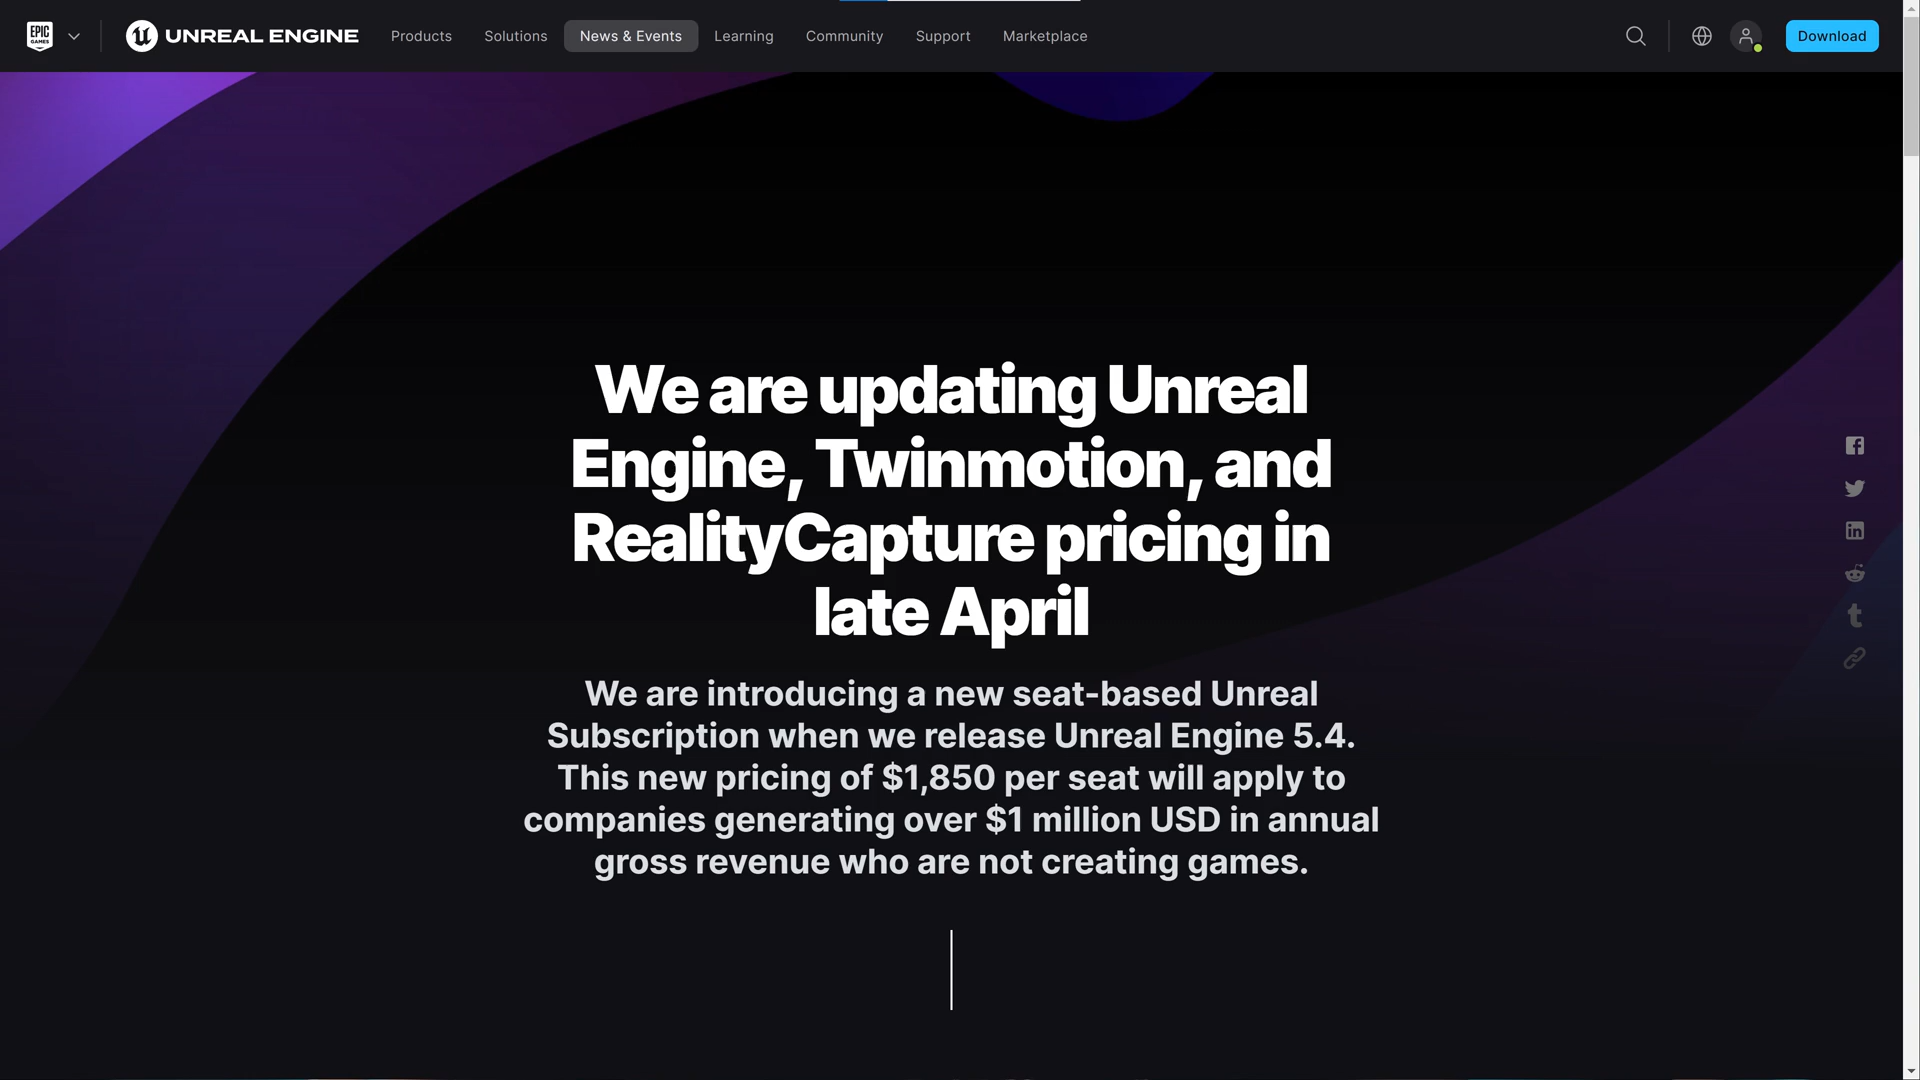 EPIC GAMES
UNREAL ENGINE
Products
Solutions
News & Events
Learning
Community
Support
Marketplace
Download
We are updating Unreal
Engine, Twinmotion, and
RealityCapture pricing in
late April
We are introducing a new seat-based Unreal
Subscription when we release Unreal Engine 5.4.
This new pricing of $1,850 per seat will apply to
companies generating over $1 million USD in annual
gross revenue who are not creating games.